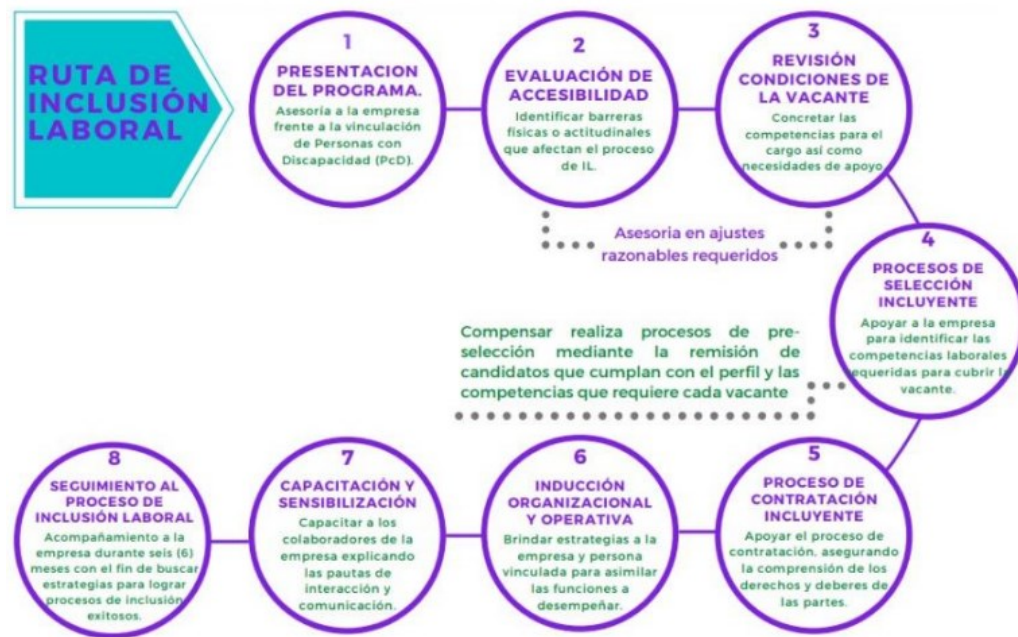 RUTA DE
INCLUSIÓN
LABORAL
1
PRESENTACION
DEL PROGRAMA.
Asesoría a la empresa
frente a la vinculación
de Personas con
Discapacidad (PcD).
2
EVALUACIÓN DE
ACCESIBILIDAD
Identificar barreras
físicas o actitudinales
que afectan el proceso
de IL.
3
REVISIÓN
CONDICIONES DE
LA VACANTE
Concretar las
competencias para el
cargo así como
necesidades de apoyo.
Asesoria en ajustes
razonables requeridos
4
PROCESOS DE
SELECCIÓN
INCLUYENTE
Apoyar a la empresa
para identificar las
competencias laborales
requeridas para cubrir la
vacante.
Compensar realiza procesos de pre-
selección mediante la remisión de
candidatos que cumplan con el perfil y las
competencias que requiere cada vacante
5
PROCESO DE
CONTRATACIÓN
INCLUYENTE
Apoyar el proceso de
contratación, asegurando
la comprensión de los
derechos y deberes de
las partes.
6
INDUCCIÓN
ORGANIZACIONAL
Y OPERATIVA
Brindar estrategias a la
empresa y persona
vinculada para asimilar
las funciones a
desempeñar.
7
CAPACITACIÓN Y
SENSIBILIZACIÓN
Capacitar a los
colaboradores de la
empresa explicando
las pautas de
interacción y
comunicación.
8
SEGUIMIENTO AL
PROCESO DE
INCLUSIÓN LABORAL
Acompañamiento a la
empresa durante seis (6)
meses con el fin de buscar
estrategias para lograr
procesos de inclusión
exitosos.